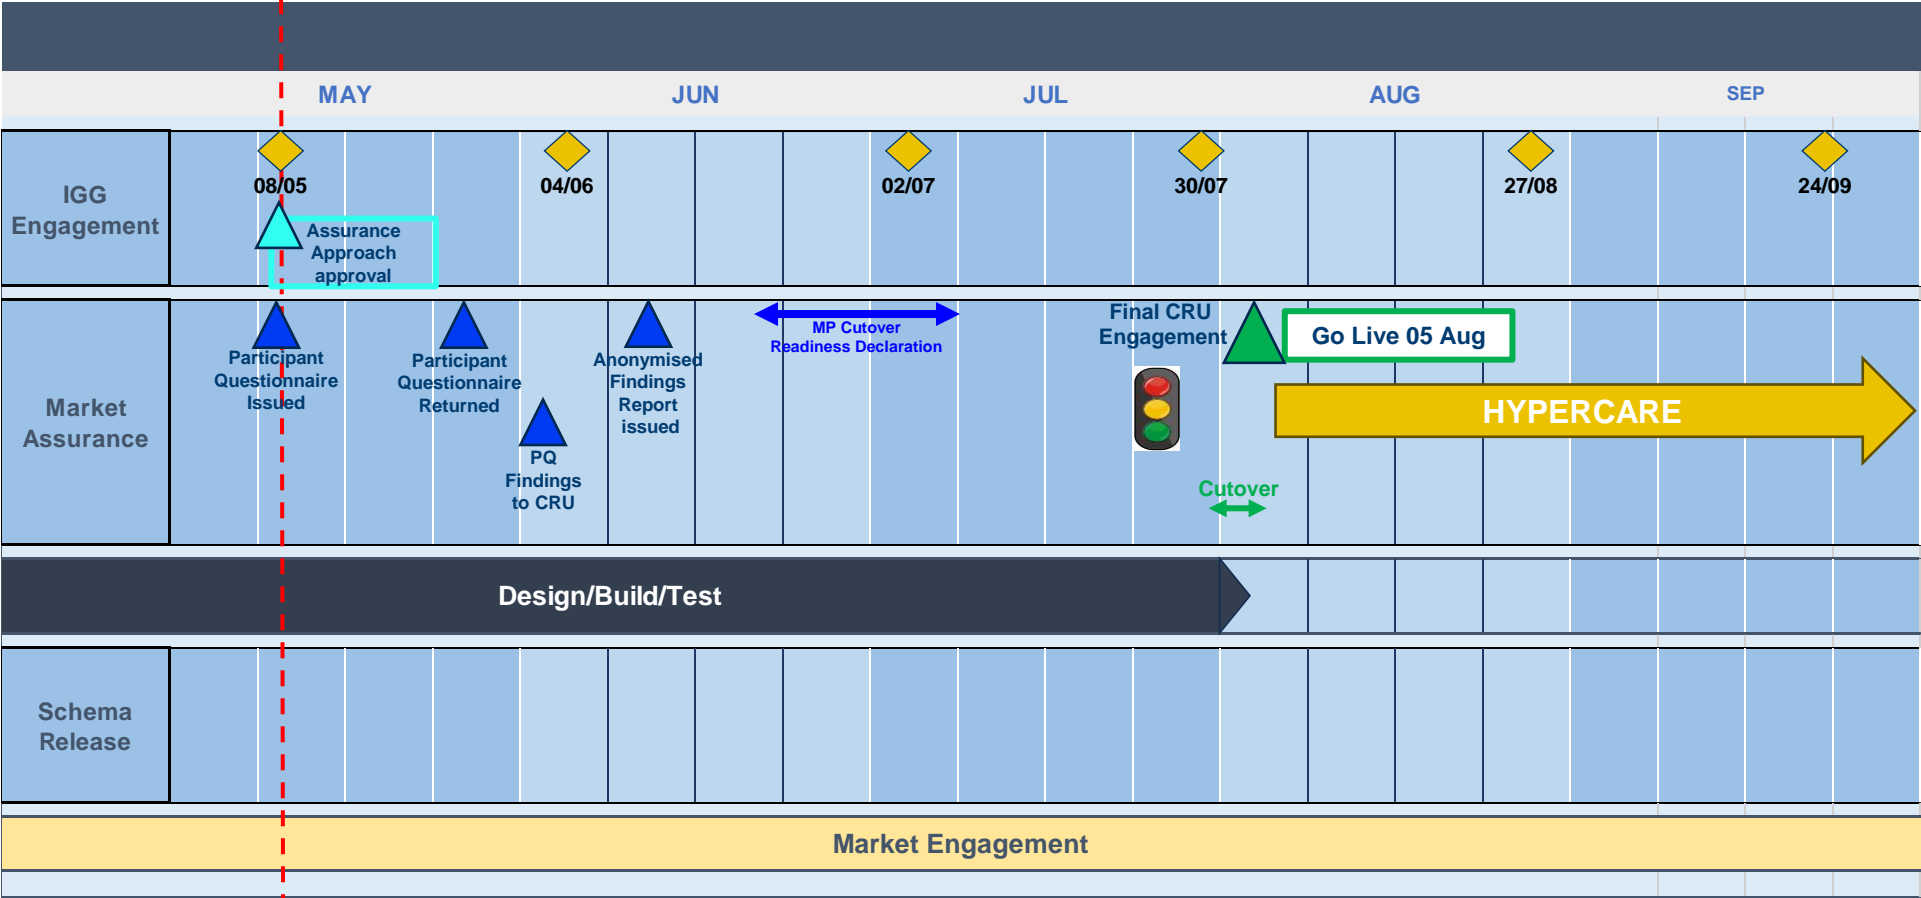 MAY
JUN
JUL
AUG
SEP
IGG
Engagement
08/05
04/06
02/07
30/07
27/08
24/09
Assurance
Approach
approval
Market
Assurance
Participant
Questionnaire
Issued
Participant
Questionnaire
Returned
PQ
Findings
to CRU
Anonymised
Findings
Report
issued
MP Cutover
Readiness Declaration
Final CRU
Engagement
Go Live 05 Aug
HYPERCARE
Cutover
Design/Build/Test
Schema
Release
Market Engagement